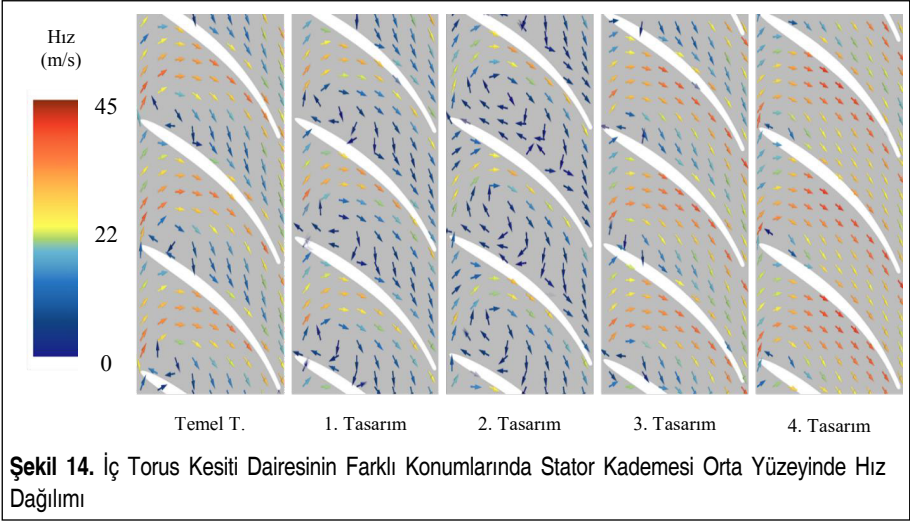 Hız
(m/s)
45
22
0
Temel T.
1. Tasarım
2. Tasarım
3. Tasarım
4. Tasarım
Şekil 14. İç Torus Kesiti Dairesinin Farklı Konumlarında Stator Kademesi Orta Yüzeyinde Hız
Dağılımı